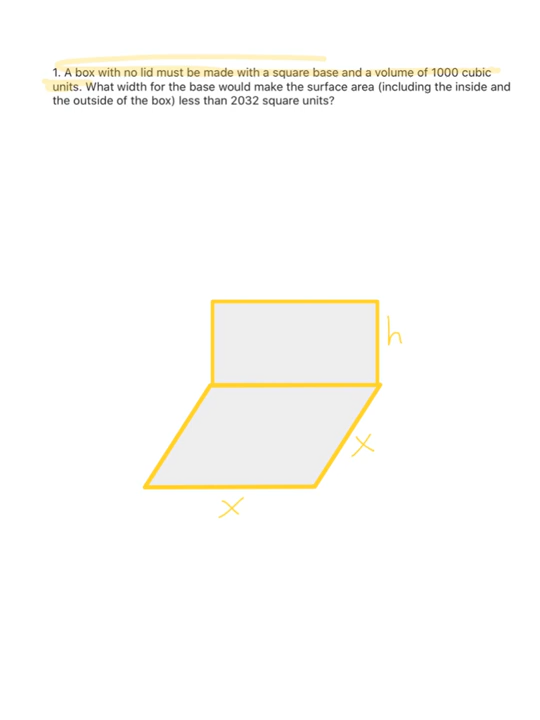 1. A box with no lid must be made with a square base and a volume of 1000 cubic
units. What width for the base would make the surface area (including the inside and
the outside of the box) less than 2032 square units?
h
x
x